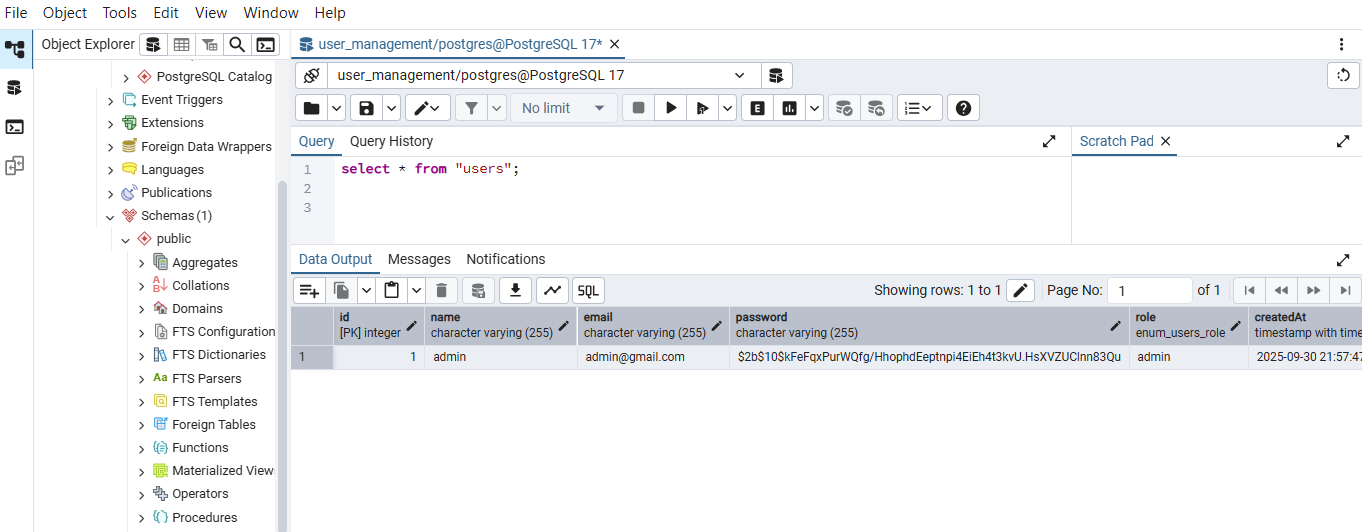 File Object Tools Edit View Window Help
Object Explorer
user_management/postgres@PostgreSQL 17*
PostgreSQL Catalog
Event Triggers
Extensions
Foreign Data Wrappers
Languages
Publications
Schemas (1)
public
Aggregates
Collations
Domains
FTS Configuration
FTS Dictionaries
Aa FTS Parsers
FTS Templates
Foreign Tables
Functions
Materialized View
Operators
Procedures
user_management/postgres@PostgreSQL 17
No limit
E
Query Query History
Scratch Pad
1 select * from "users";
2
3
Data Output Messages Notifications
SQL
Showing rows: 1 to 1
Page No: 1 of 1
id name email password role createdAt
[PK] integer character varying (255) character varying (255) character varying (255) enum_users_role timestamp with time
1 1 admin admin@gmail.com $2b$10$kFeFqxPurWQfg/HhophdEeptnpi4EiEh4t3kvU.HsXVZUClnn83Qu admin 2025-09-30 21:57:47